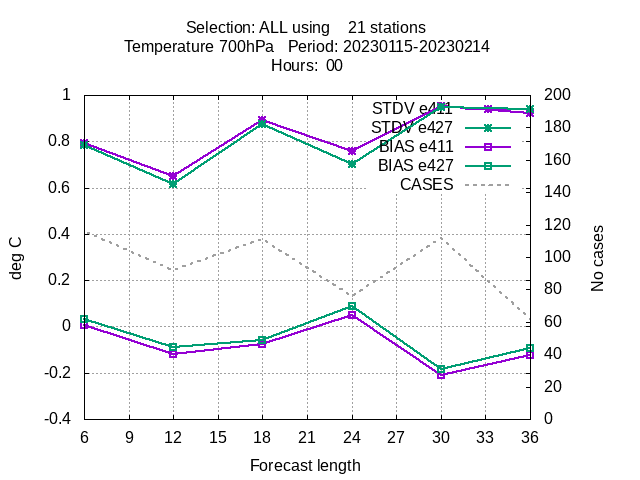 Selection: ALL using 21 stations
Temperature 700hPa Period: 20230115-20230214
Hours: 00
1
0.8
0.6
0.4
0.2
0
-0.2
-0.4
deg C
STDV e411
STDV e427
BIAS e411
BIAS e427
CASES
200
180
160
140
120
100
80
60
40
20
0
No cases
6 9 12 15 18 21 24 27 30 33 36
Forecast length